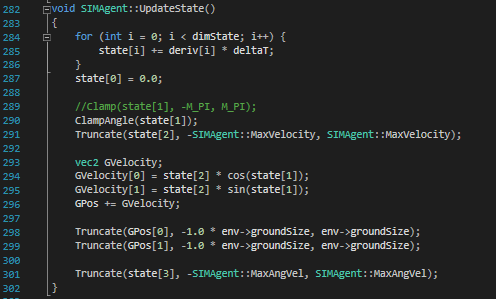 282 void SIMAgent::UpdateState()
283 {
284 for (int i = 0; i < dimState; i++) {
285 state[i] += deriv[i] * deltaT;
286 }
287 state[0] = 0.0;
288
289 //Clamp(state[1], -M_PI, M_PI);
290 ClampAngle(state[1]);
291 Truncate(state[2], -SIMAgent::MaxVelocity, SIMAgent::MaxVelocity);
292
293 vec2 GVelocity;
294 GVelocity[0] = state[2] * cos(state[1]);
295 GVelocity[1] = state[2] * sin(state[1]);
296 GPos += GVelocity;
297
298 Truncate(GPos[0], -1.0 * env->groundSize, env->groundSize);
299 Truncate(GPos[1], -1.0 * env->groundSize, env->groundSize);
300
301 Truncate(state[3], -SIMAgent::MaxAngVel, SIMAgent::MaxAngVel);
302 }